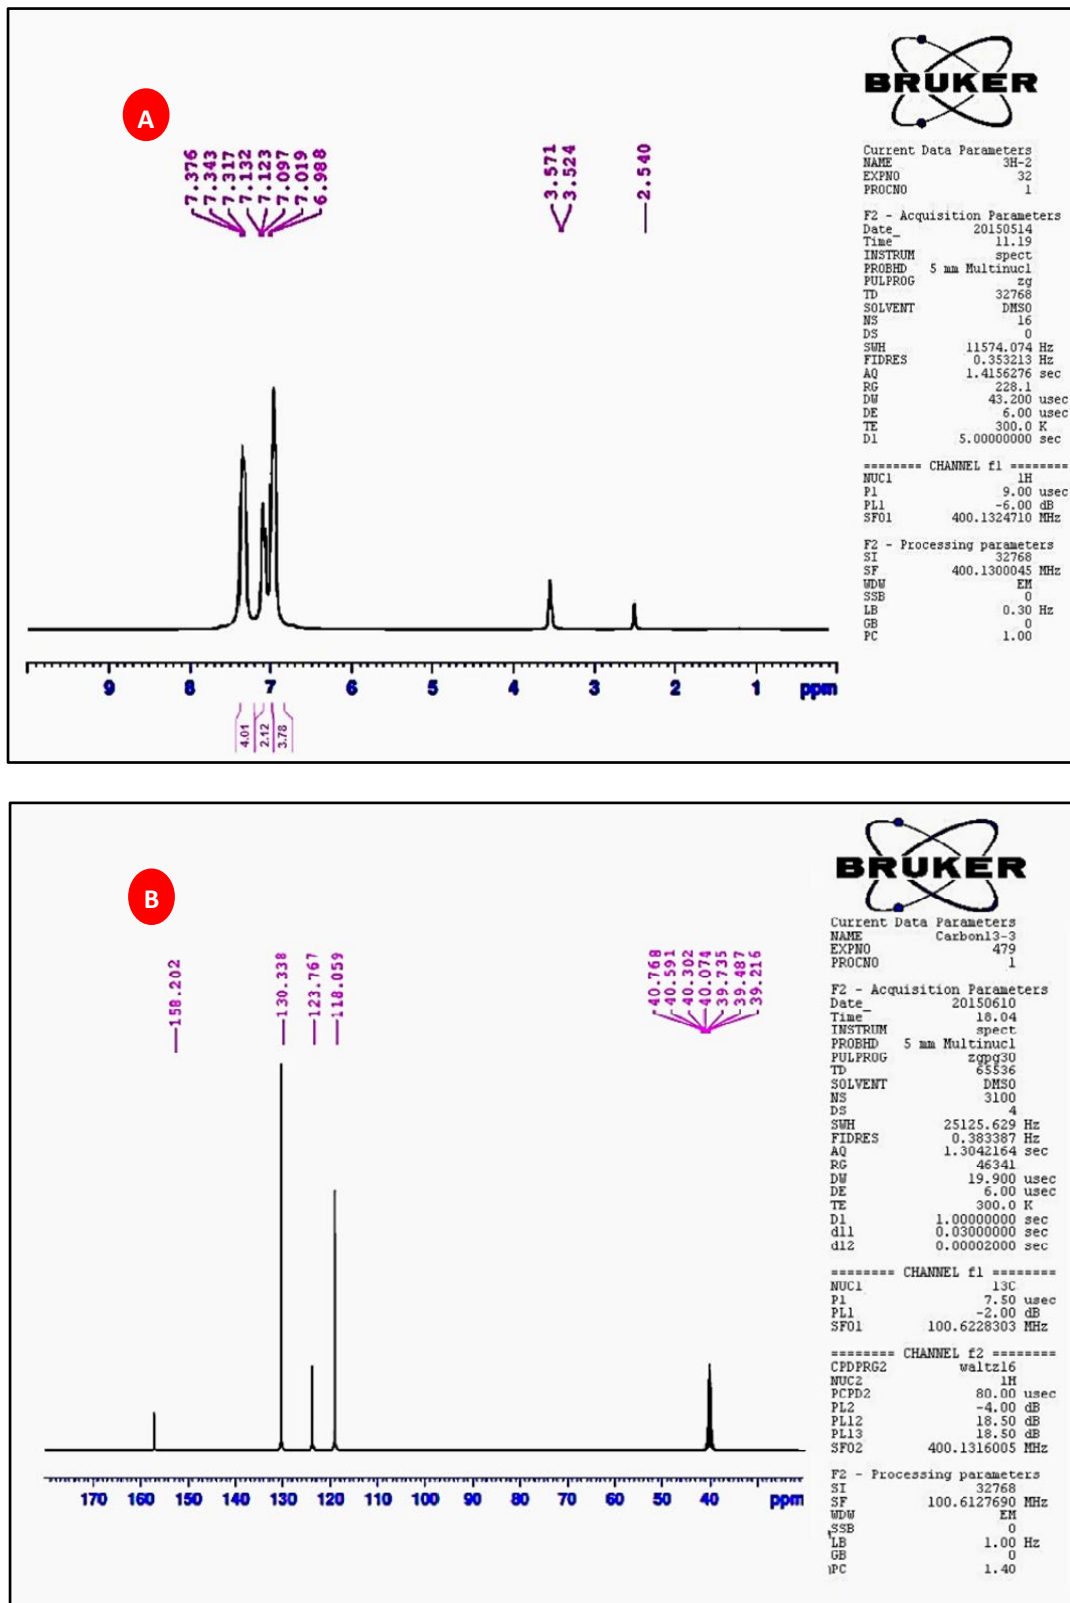 BRUKER
A
7.376
7.343
7.317
7.132
7.123
7.097
7.019
6.988
3.571
3.524
2.540
Current Data Parameters
NAME 3H-2
EXPNO 32
PROCNO 1
F2 - Acquisition Parameters
Date_ 20150514
Time 11.19
INSTRUM spect
PROBHD 5 mm Multinucl
PULPROG zg
TD 32768
SOLVENT DMSO
NS 16
DS 0
SWH 11574.074 Hz
FIDRES 0.353213 Hz
AQ 1.4156276 sec
RG 228.1
DW 43.200 usec
DE 6.00 usec
TE 300.0 K
D1 5.00000000 sec
======== CHANNEL f1 ========
NUC1 1H
P1 9.00 usec
PL1 -6.00 dB
SFO1 400.1324710 MHz
F2 - Processing parameters
SI 32768
SF 400.1300045 MHz
WDW EM
SSB 0
LB 0.30 Hz
GB 0
PC 1.00
9 8 7 6 5 4 3 2 1 ppm
4.01
2.12
3.78
BRUKER
B
158.202
130.338
123.767
118.059
40.768
40.591
40.302
40.074
39.735
39.487
39.216
Current Data Parameters
NAME Carbon13-3
EXPNO 479
PROCNO 1
F2 - Acquisition Parameters
Date_ 20150610
Time 18.04
INSTRUM spect
PROBHD 5 mm Multinucl
PULPROG zgpg30
TD 65536
SOLVENT DMSO
NS 3100
DS 4
SWH 25125.629 Hz
FIDRES 0.383387 Hz
AQ 1.3042164 sec
RG 46341
DW 19.900 usec
DE 6.00 usec
TE 300.0 K
D1 1.00000000 sec
d11 0.03000000 sec
d12 0.00002000 sec
======== CHANNEL f1 ========
NUC1 13C
P1 7.50 usec
PL1 -2.00 dB
SFO1 100.6228303 MHz
======== CHANNEL f2 ========
CPDPRG2 waltz16
NUC2 1H
PCPD2 80.00 usec
PL2 -4.00 dB
PL12 18.50 dB
PL13 18.50 dB
SFO2 400.1316005 MHz
F2 - Processing parameters
SI 32768
SF 100.6127690 MHz
WDW EM
SSB 0
LB 1.00 Hz
GB 0
PC 1.40
170 160 150 140 130 120 110 100 90 80 70 60 50 40 ppm